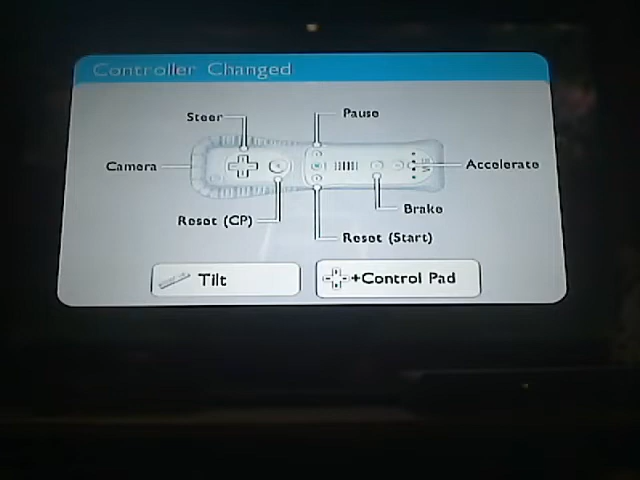 Controller Changed
Steer
Pause
Camera
Accelerate
Reset (CP)
Brake
Reset (Start)
Tilt
+Control Pad